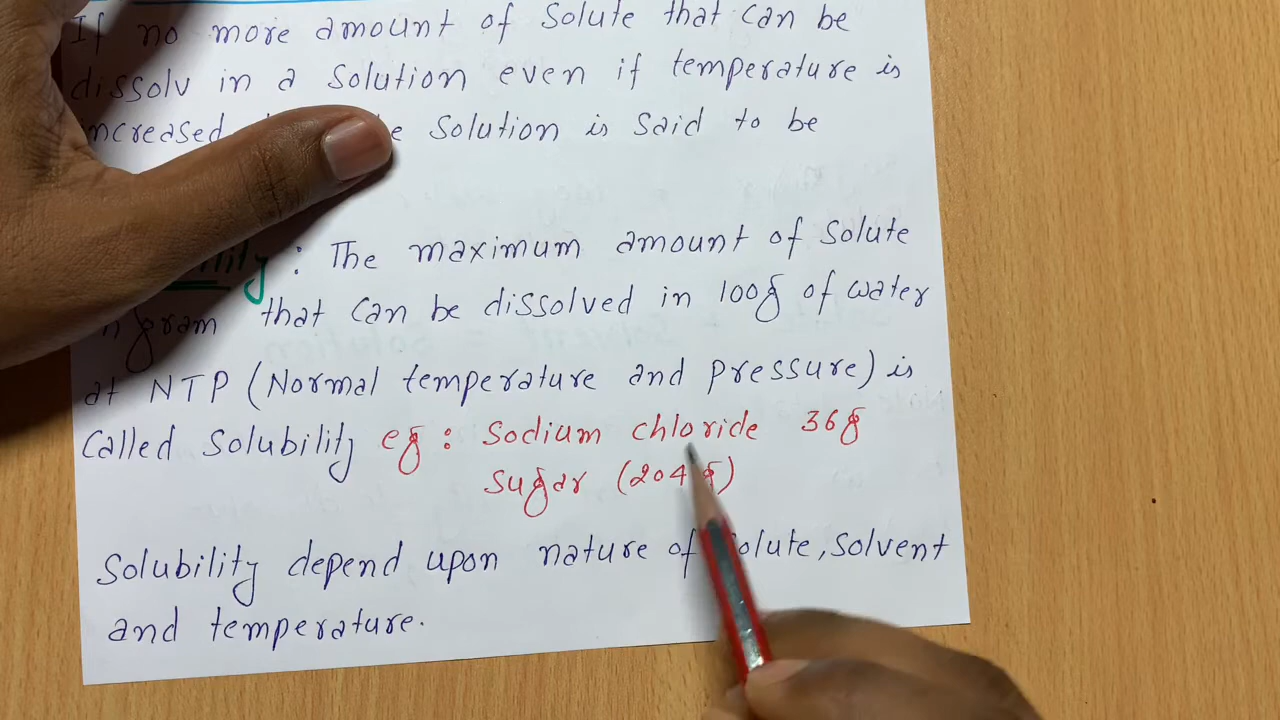 If no more amount of Solute that can be
dissolv in a Solution even if temperature is
increased Solution is Said to be
: The maximum amount of Solute
gram that can be dissolved in 100g of water
at NTP (Normal temperature and pressure) is
Called Solubility eg : Sodium chloride 36g
Sugar (204g)
Solubility depend upon nature of Solute, Solvent
and temperature.